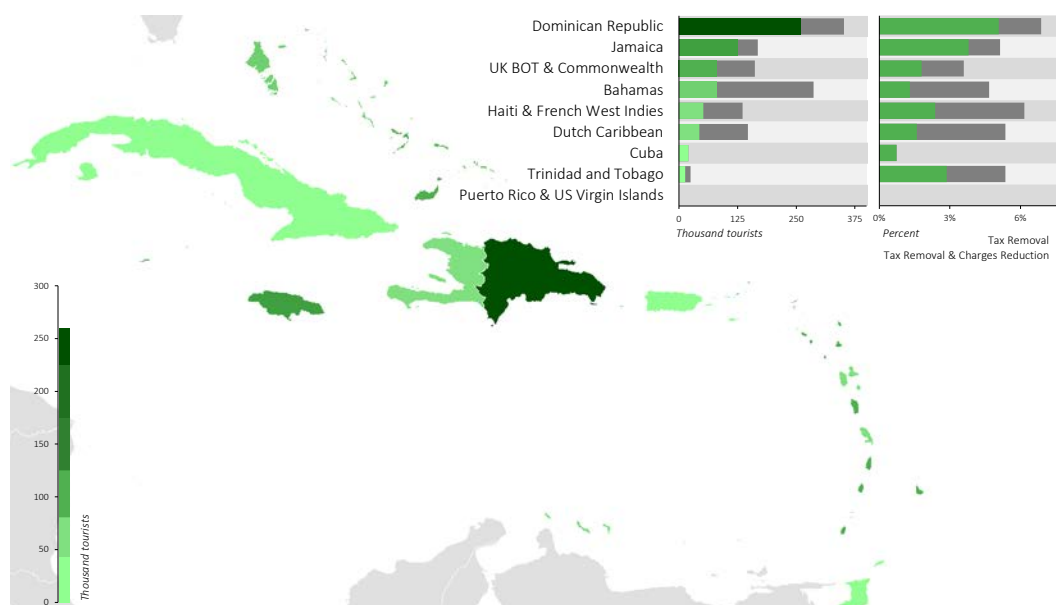 Dominican Republic
Jamaica
UK BOT & Commonwealth
Bahamas
Haiti & French West Indies
Dutch Caribbean
Cuba
Trinidad and Tobago
Puerto Rico & US Virgin Islands
0 125 250 375
Thousand tourists
0% 3% 6%
Percent
Tax Removal
Tax Removal & Charges Reduction
300
250
200
150
100
50
0
Thousand tourists